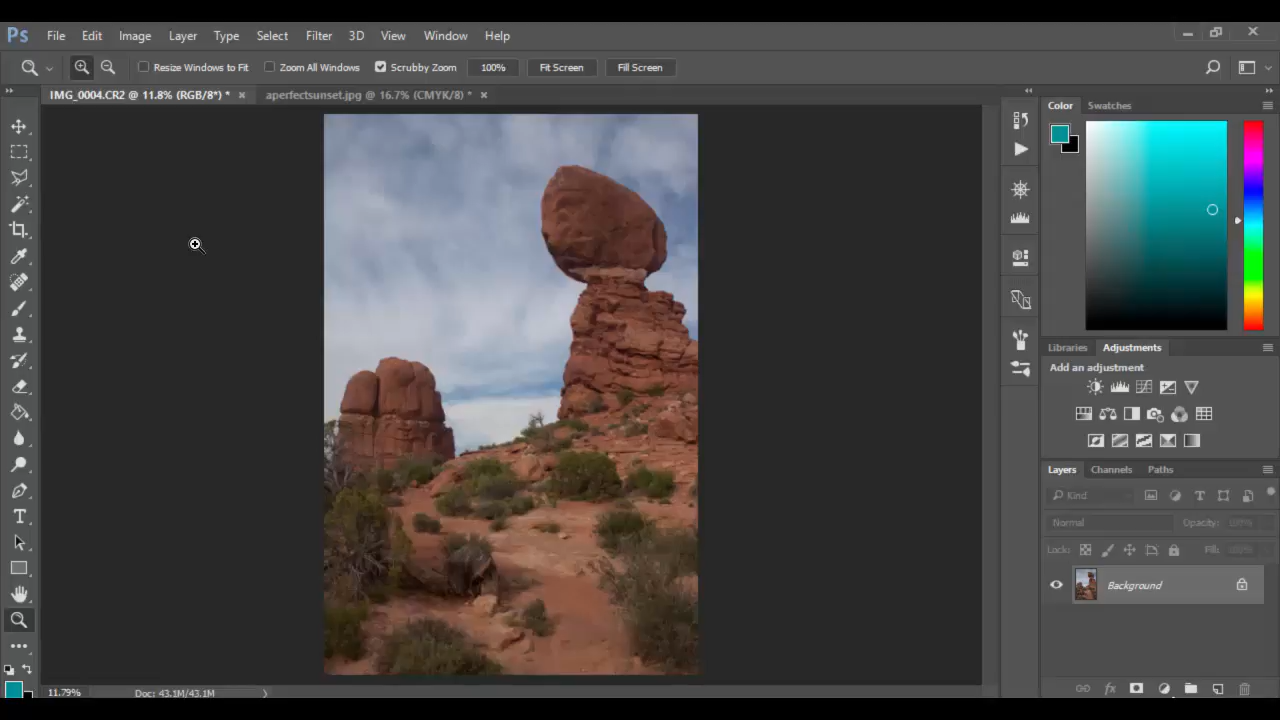 Ps File Edit Image Layer Type Select Filter 3D View Window Help
Resize Windows to Fit Zoom All Windows Scrubby Zoom 100% Fit Screen Fill Screen
IMG_0004.CR2 @ 11.8% (RGB/8*) * aperfectsunset.jpg @ 16.7% (CMYK/8) *
Color Swatches
Libraries Adjustments
Add an adjustment
Layers Channels Paths
Kind
Normal Opacity: 100%
Lock: Fill: 100%
Background
11.79% Doc: 43.1M/43.1M